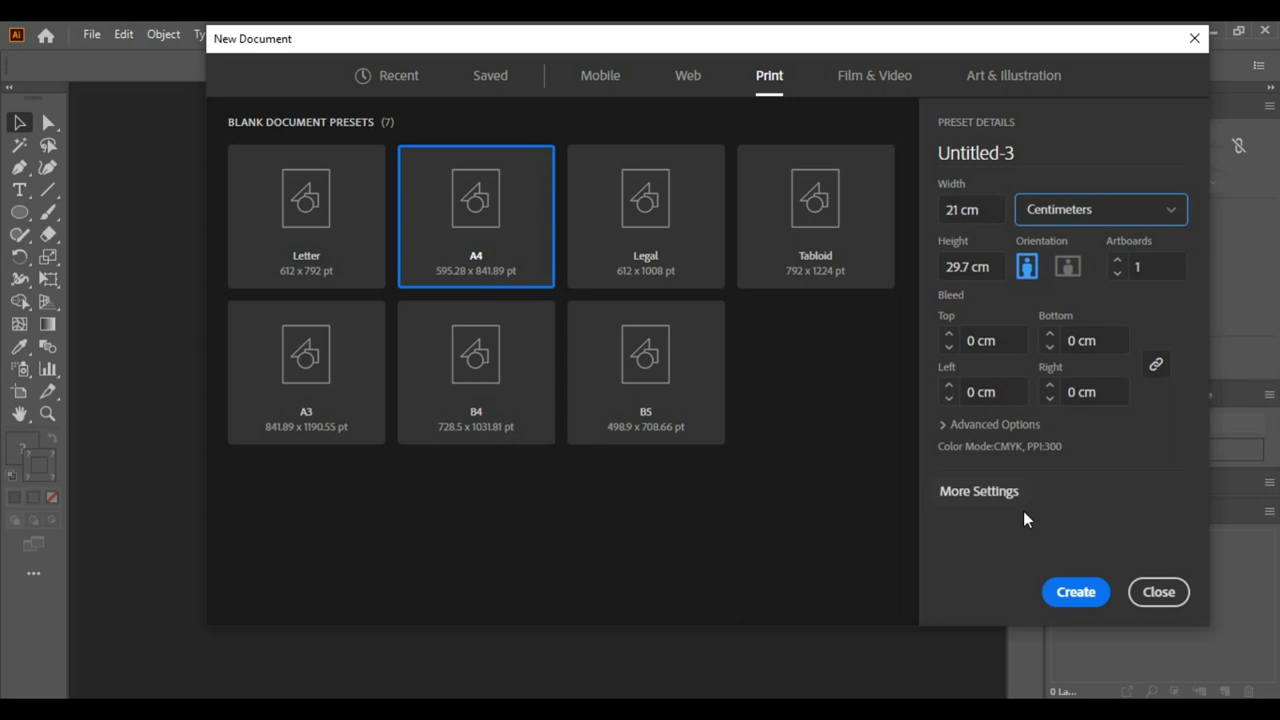 Ai
File Edit Object
New Document
Recent Saved Mobile Web Print Film & Video Art & Illustration
BLANK DOCUMENT PRESETS (7)
Letter
612 x 792 pt
A4
595.28 x 841.89 pt
Legal
612 x 1008 pt
Tabloid
792 x 1224 pt
A3
841.89 x 1190.55 pt
B4
728.5 x 1031.81 pt
B5
498.9 x 708.66 pt
PRESET DETAILS
Untitled-3
Width
21 cm Centimeters
Height Orientation Artboards
29.7 cm 1
Bleed
Top Bottom
0 cm 0 cm
Left Right
0 cm 0 cm
Advanced Options
Color Mode:CMYK, PPI:300
More Settings
Create Close
0 La...